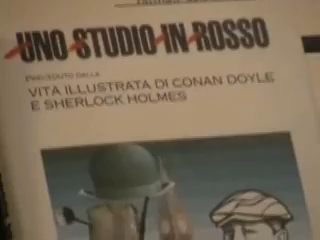 UNO STUDIO IN ROSSO
PRECEDUTO DALLA
VITA ILLUSTRATA DI CONAN DOYLE
E SHERLOCK HOLMES